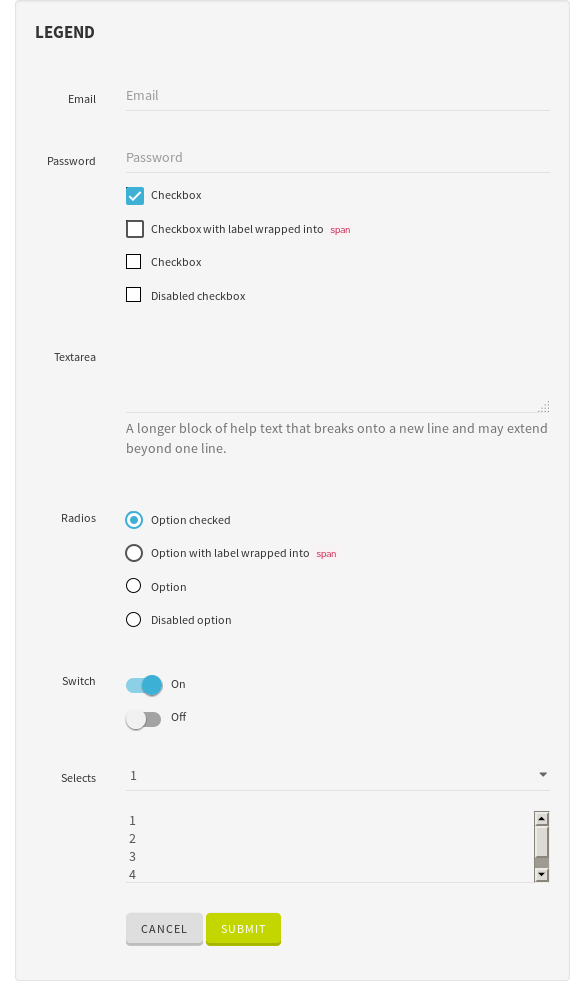 LEGEND
Email Email
Password Password
Checkbox
Checkbox with label wrapped into span
Checkbox
Disabled checkbox
Textarea
A longer block of help text that breaks onto a new line and may extend
beyond one line.
Radios Option checked
Option with label wrapped into span
Option
Disabled option
Switch On
Off
Selects 1
1
2
3
4
CANCEL SUBMIT